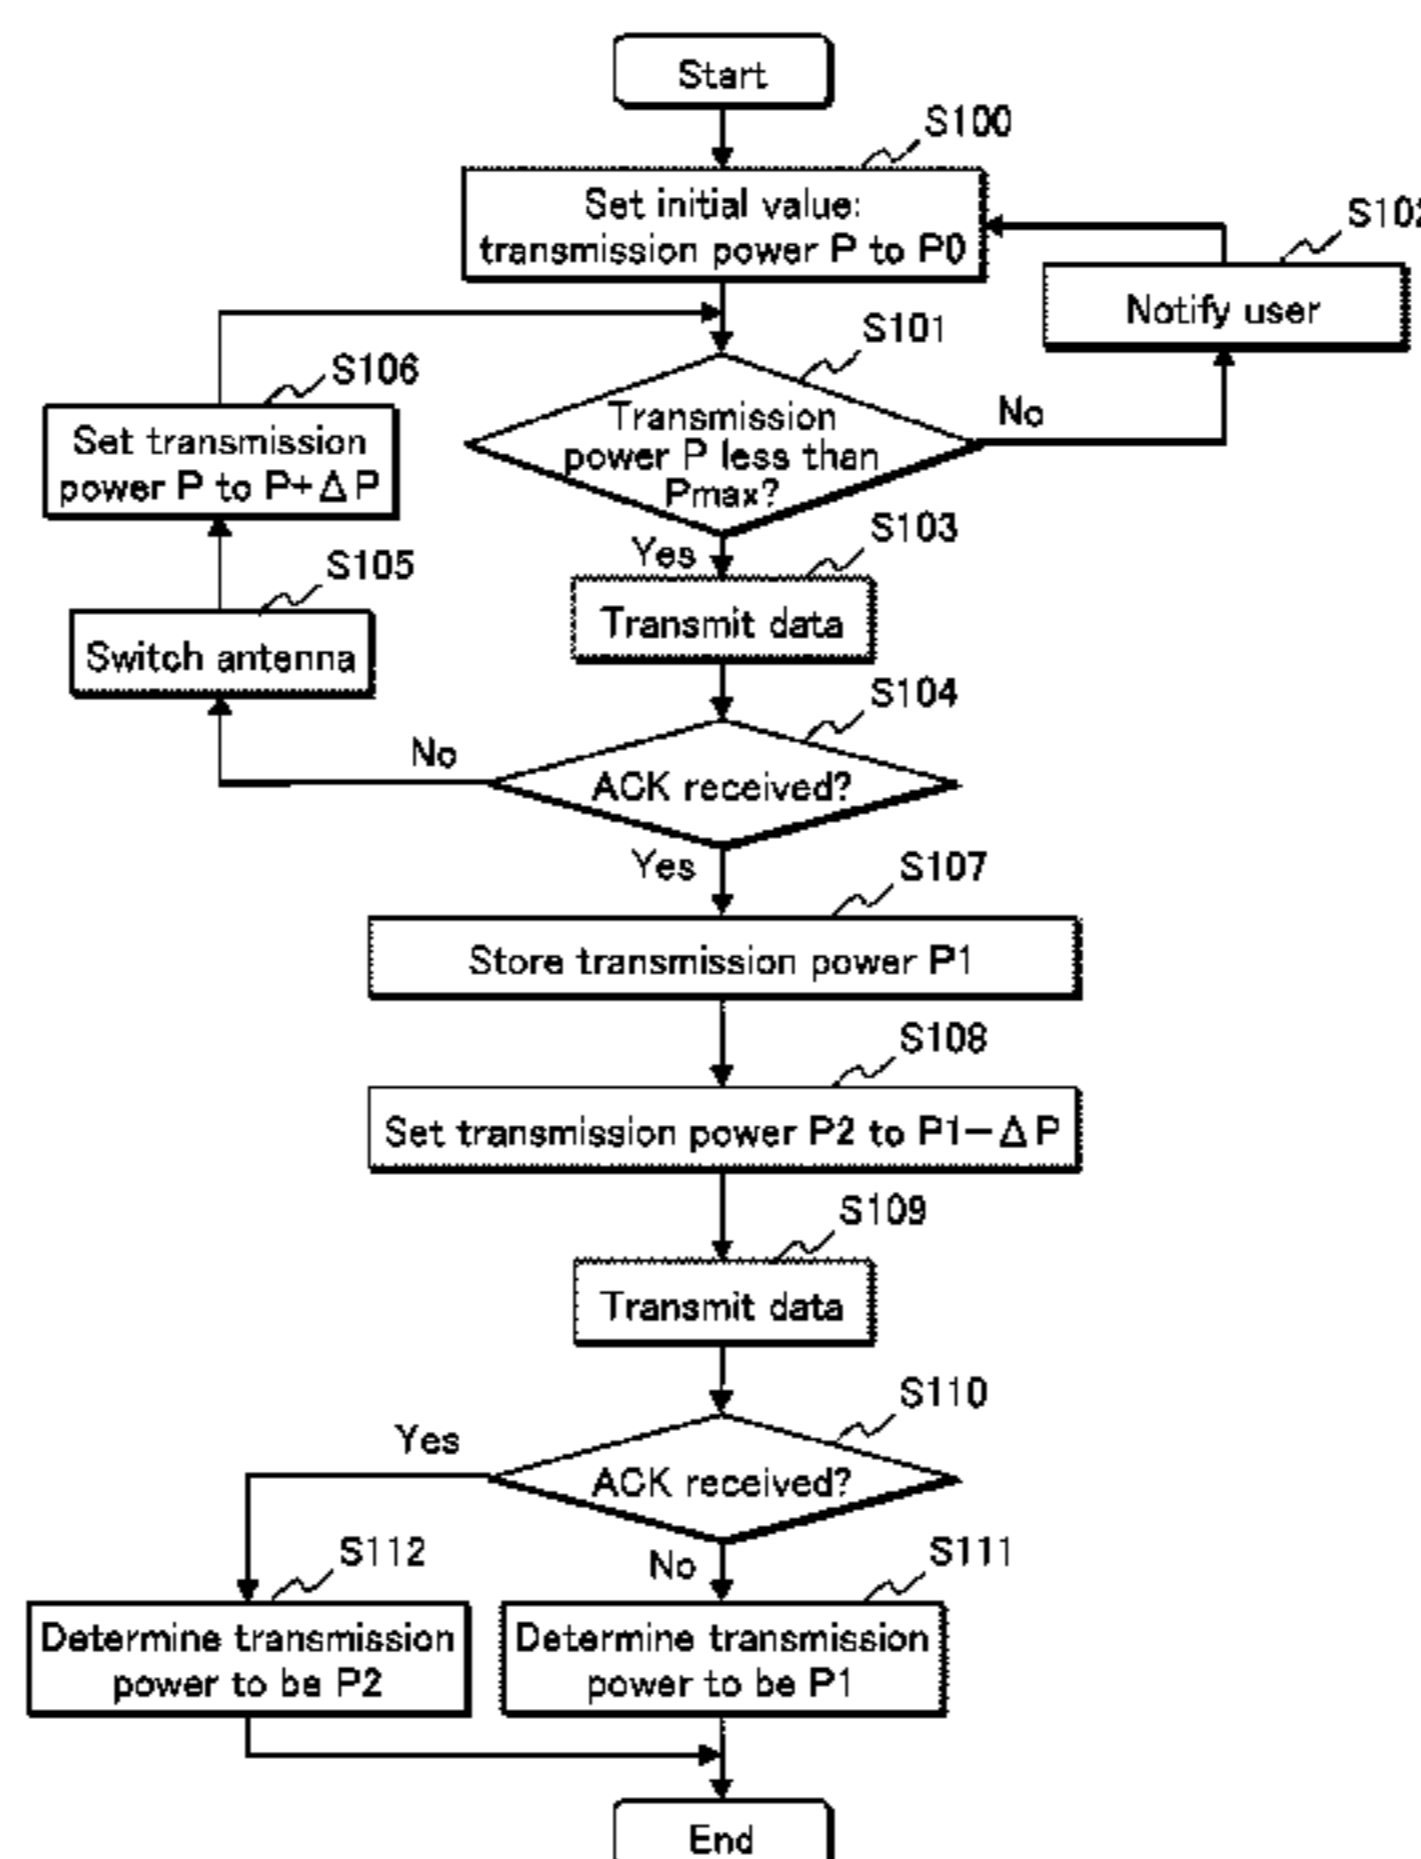 Start
S100
Set initial value:
transmission power P to P0
S102
Notify user
S101
Transmission
power P less than
Pmax?
No
Yes
S106
Set transmission
power P to P+ΔP
S105
Switch antenna
S103
Transmit data
S104
ACK received?
No
Yes
S107
Store transmission power P1
S108
Set transmission power P2 to P1−ΔP
S109
Transmit data
S110
ACK received?
Yes
No
S112
Determine transmission
power to be P2
S111
Determine transmission
power to be P1
End